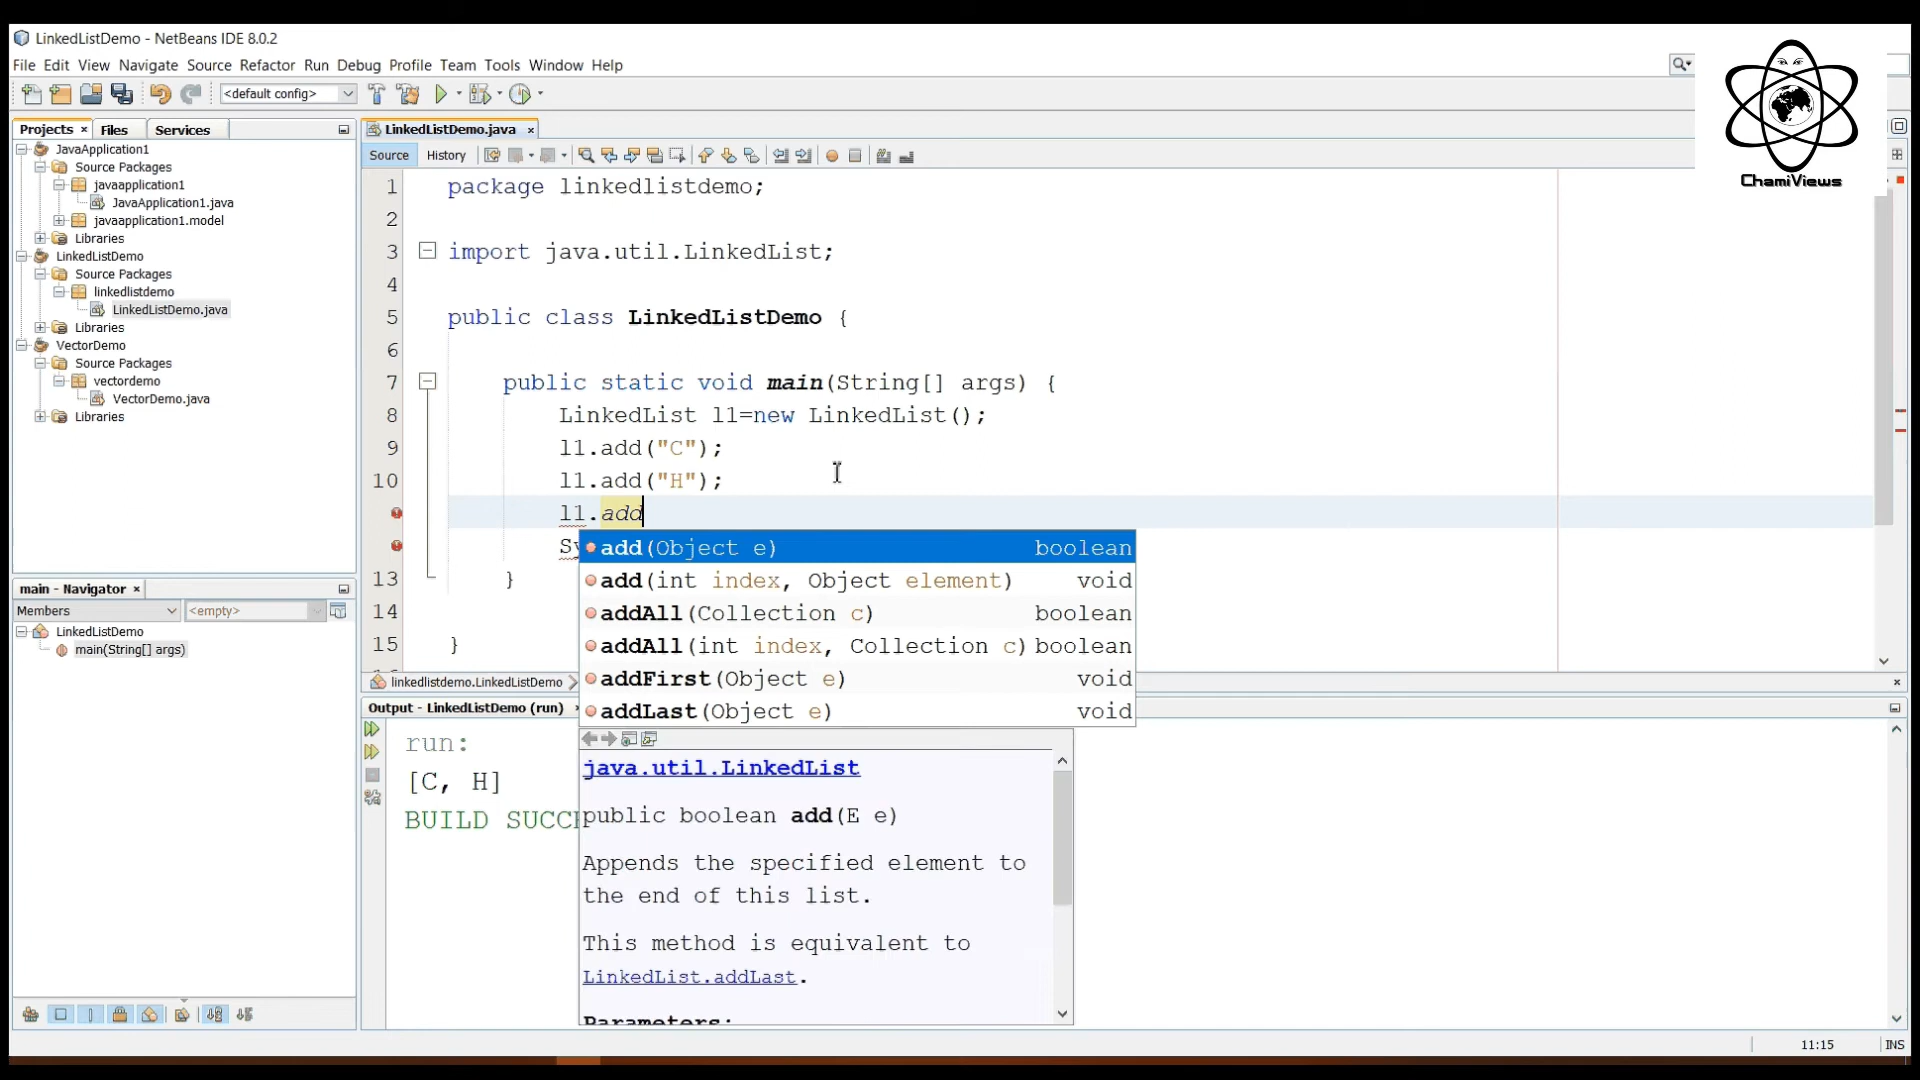 LinkedListDemo - NetBeans IDE 8.0.2
File Edit View Navigate Source Refactor Run Debug Profile Team Tools Window Help
<default config>
ChamiViews
Projects Files Services
JavaApplication1
Source Packages
javaapplication1
JavaApplication1.java
javaapplication1.model
Libraries
LinkedListDemo
Source Packages
linkedlistdemo
LinkedListDemo.java
Libraries
VectorDemo
Source Packages
vectordemo
VectorDemo.java
Libraries
main - Navigator
Members <empty>
LinkedListDemo
main(String[] args)
LinkedListDemo.java
Source History
1 package linkedlistdemo;
2
3 import java.util.LinkedList;
4
5 public class LinkedListDemo {
6
7 public static void main(String[] args) {
8 LinkedList l1=new LinkedList();
9 l1.add("C");
10 l1.add("H");
l1.add
Sy
13 }
14
15 }
add(Object e) boolean
add(int index, Object element) void
addAll(Collection c) boolean
addAll(int index, Collection c) boolean
addFirst(Object e) void
addLast(Object e) void
linkedlistdemo.LinkedListDemo
Output - LinkedListDemo (run)
run:
[C, H]
BUILD SUCCE
java.util.LinkedList
public boolean add(E e)
Appends the specified element to
the end of this list.
This method is equivalent to
LinkedList.addLast.
Parameters:
11:15 INS